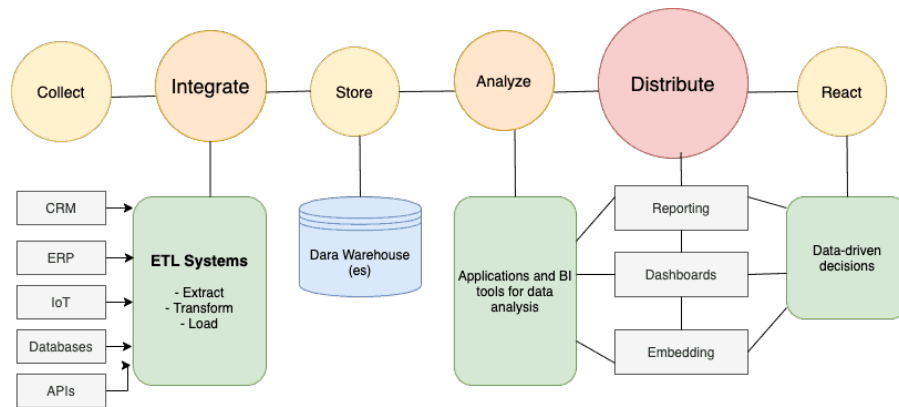 Collect
Integrate
Store
Analyze
Distribute
React
CRM
ERP
IoT
Databases
APIs
ETL Systems
- Extract
- Transform
- Load
Dara Warehouse
(es)
Applications and BI
tools for data
analysis
Reporting
Dashboards
Embedding
Data-driven
decisions